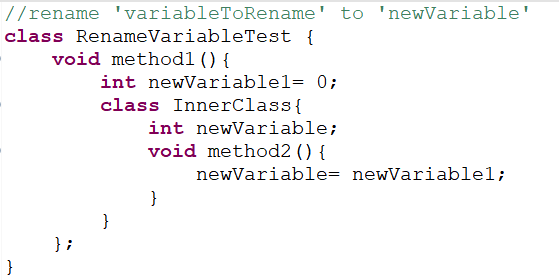 //rename 'variableToRename' to 'newVariable'
class RenameVariableTest {
    void method1(){
        int newVariable1= 0;
        class InnerClass{
            int newVariable;
            void method2(){
                newVariable= newVariable1;
            }
        }
    };
}